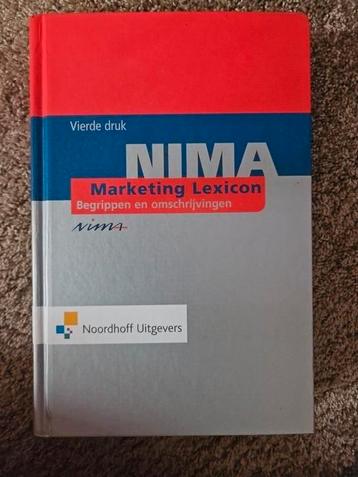 Vierde druk
NIMA
Marketing Lexicon
Begrippen en omschrijvingen
Nima
Noordhoff Uitgevers